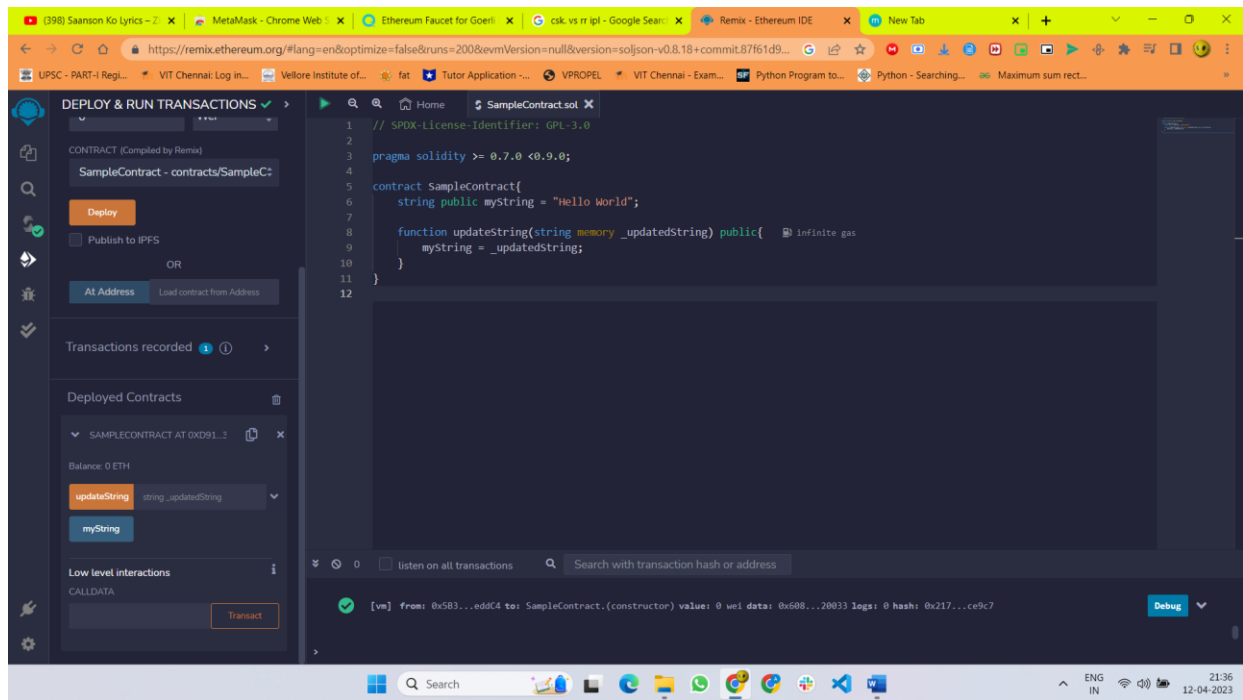 (398) Saanson Ko Lyrics – Zi
MetaMask - Chrome Web S
Ethereum Faucet for Goerli
csk. vs rr ipl - Google Search
Remix - Ethereum IDE
New Tab
https://remix.ethereum.org/#lang=en&optimize=false&runs=200&evmVersion=null&version=soljson-v0.8.18+commit.87f61d9...
UPSC - PART-I Regi...
VIT Chennai: Log in...
Vellore Institute of...
fat
Tutor Application -...
VPROPEL
VIT Chennai - Exam...
Python Program to...
Python - Searching...
Maximum sum rect...
DEPLOY & RUN TRANSACTIONS
Home
SampleContract.sol
CONTRACT (Compiled by Remix)
SampleContract - contracts/SampleC
Deploy
Publish to IPFS
OR
At Address
Load contract from Address
Transactions recorded 1
Deployed Contracts
SAMPLECONTRACT AT 0XD91...3
Balance: 0 ETH
updateString
string _updatedString
myString
Low level interactions
CALLDATA
Transact
1 // SPDX-License-Identifier: GPL-3.0
2
3 pragma solidity >= 0.7.0 <0.9.0;
4
5 contract SampleContract{
6 string public myString = "Hello World";
7
8 function updateString(string memory _updatedString) public{ infinite gas
9 myString = _updatedString;
10 }
11 }
12
0
listen on all transactions
Search with transaction hash or address
[vm] from: 0x5B3...eddC4 to: SampleContract.(constructor) value: 0 wei data: 0x608...20033 logs: 0 hash: 0x217...ce9c7
Debug
>
Search
ENG
IN
21:36
12-04-2023